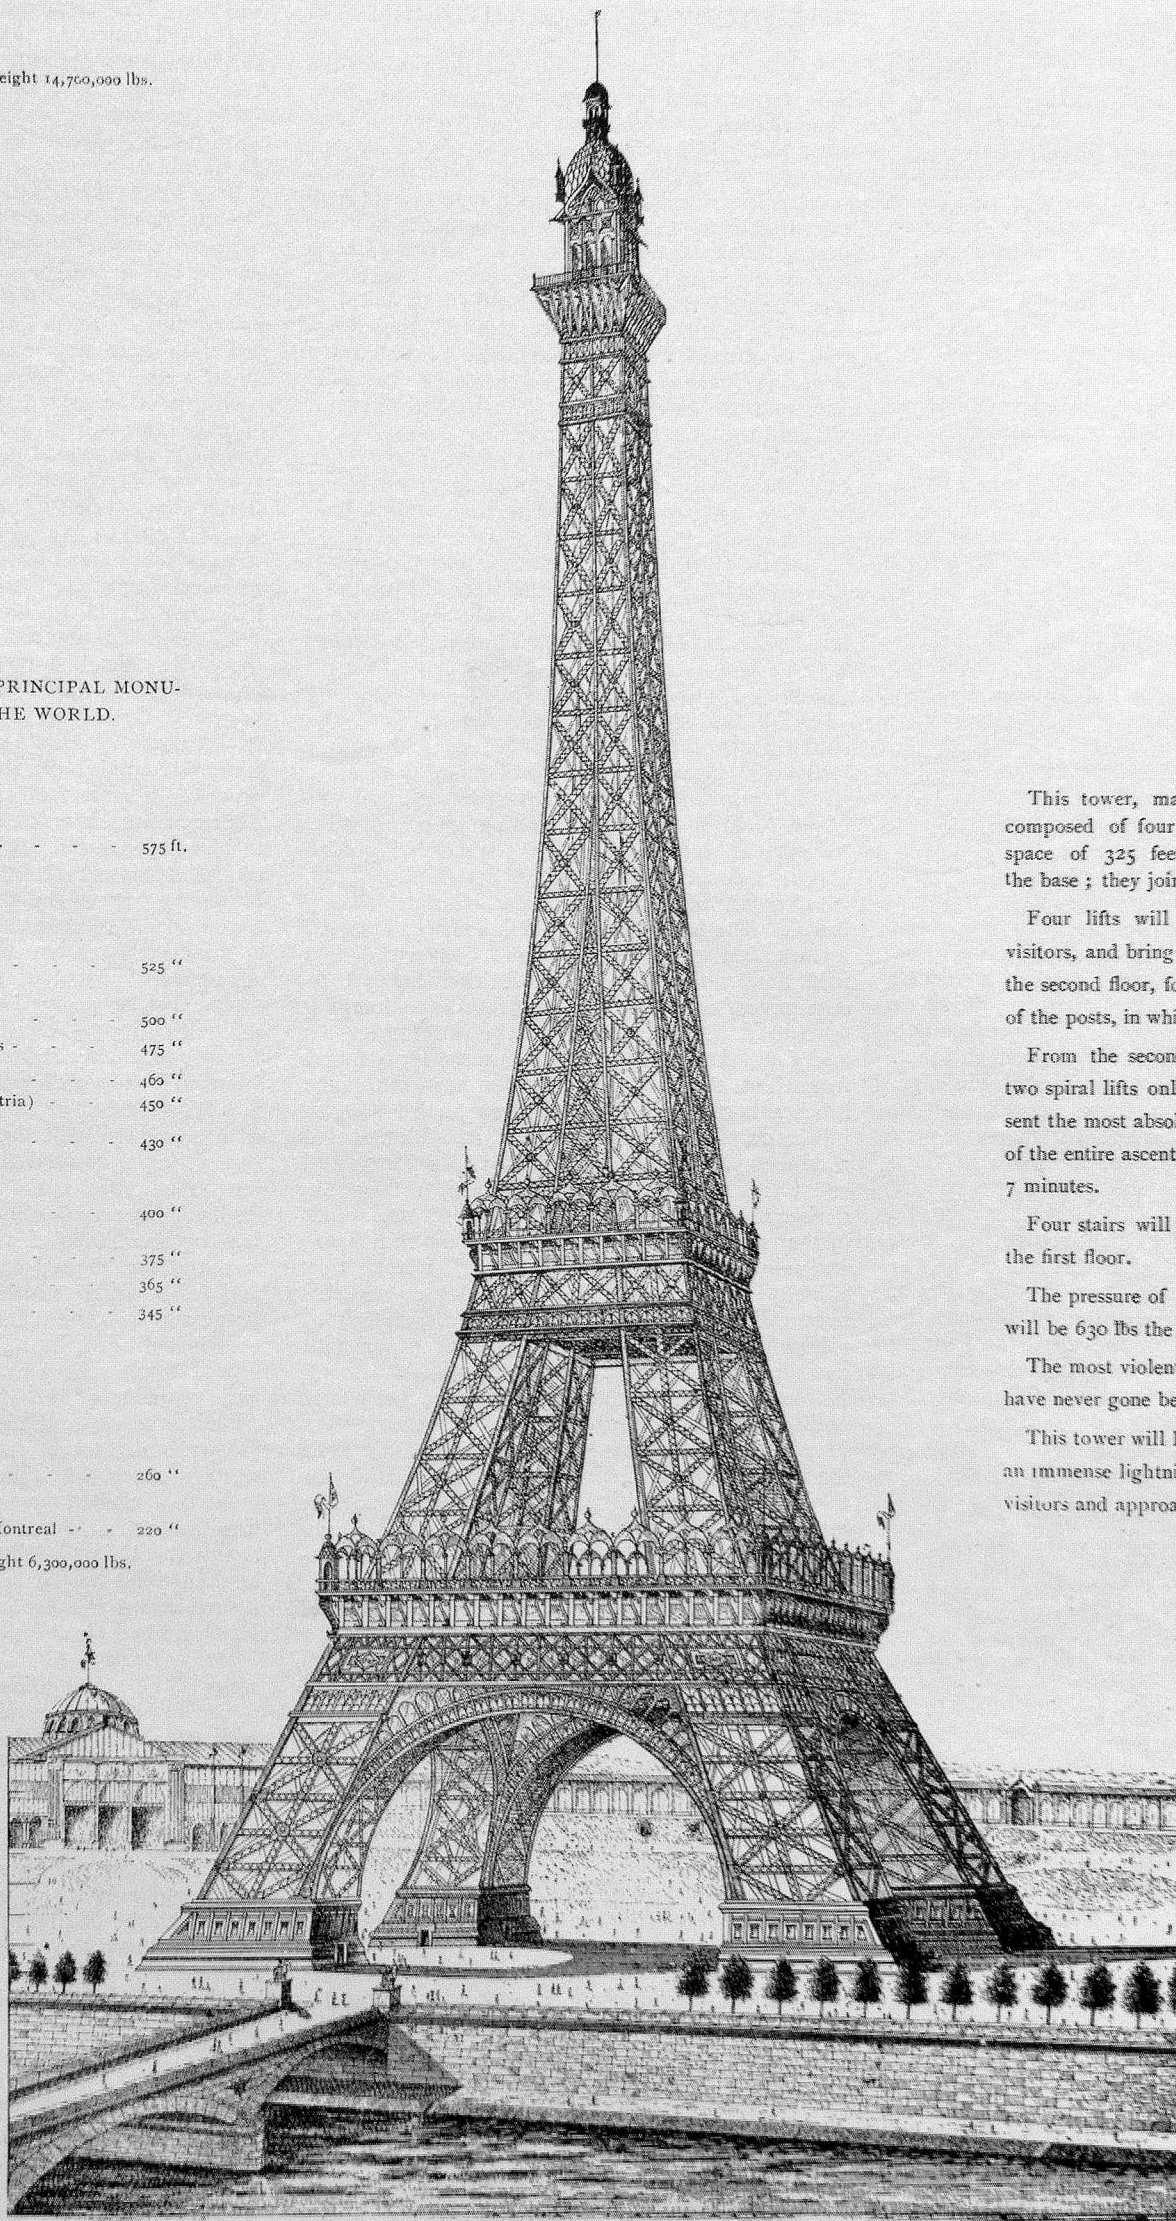 eight 14,700,000 lbs.
PRINCIPAL MONU-
HE WORLD.
- - - 575 ft.
- - - 525 “
- - - 500 “
s - - - 475 “
- - - 460 “
tria) - - 450 “
- - - 430 “
- - - 400 “
- - - 375 “
- - 365 “
- - - 345 “
- - - 260 “
Montreal - - 220 “
ght 6,300,000 lbs.
This tower, ma
composed of four
space of 325 fee
the base ; they join
Four lifts will
visitors, and bring
the second floor, fo
of the posts, in whi
From the secon
two spiral lifts onl
sent the most absol
of the entire ascent
7 minutes.
Four stairs will
the first floor.
The pressure of
will be 630 lbs the
The most violen
have never gone be
This tower will
an immense lightni
visitors and approa
GR